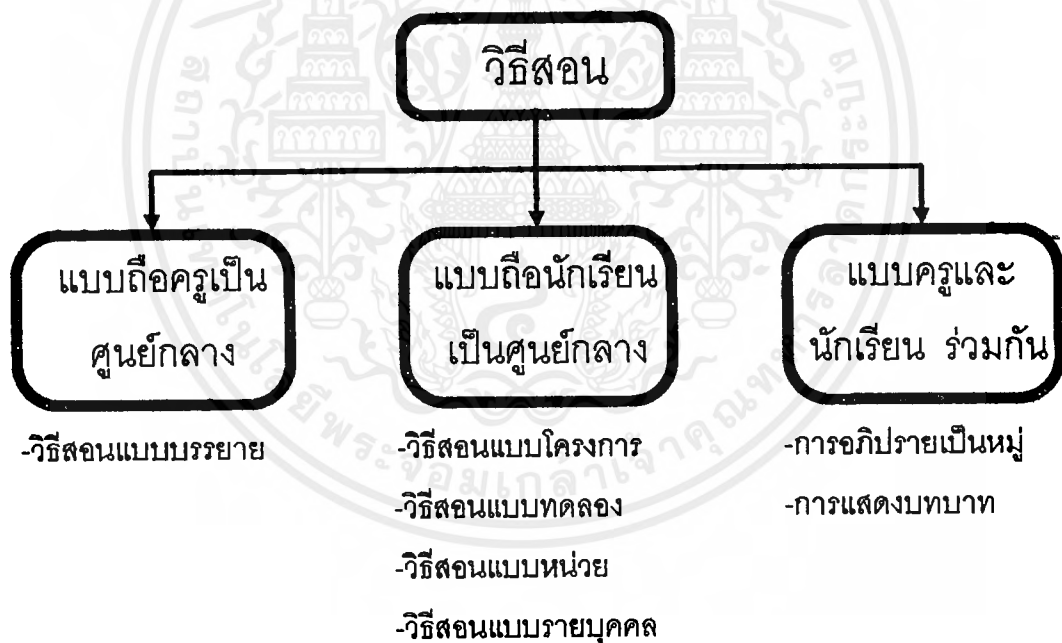 วิธีสอน
แบบถือครูเป็น
ศูนย์กลาง
-วิธีสอนแบบบรรยาย
แบบถือนักเรียน
เป็นศูนย์กลาง
-วิธีสอนแบบโครงการ
-วิธีสอนแบบทดลอง
-วิธีสอนแบบหน่วย
-วิธีสอนแบบรายบุคคล
แบบครูและ
นักเรียน ร่วมกัน
-การอภิปรายเป็นหมู่
-การแสดงบทบาท